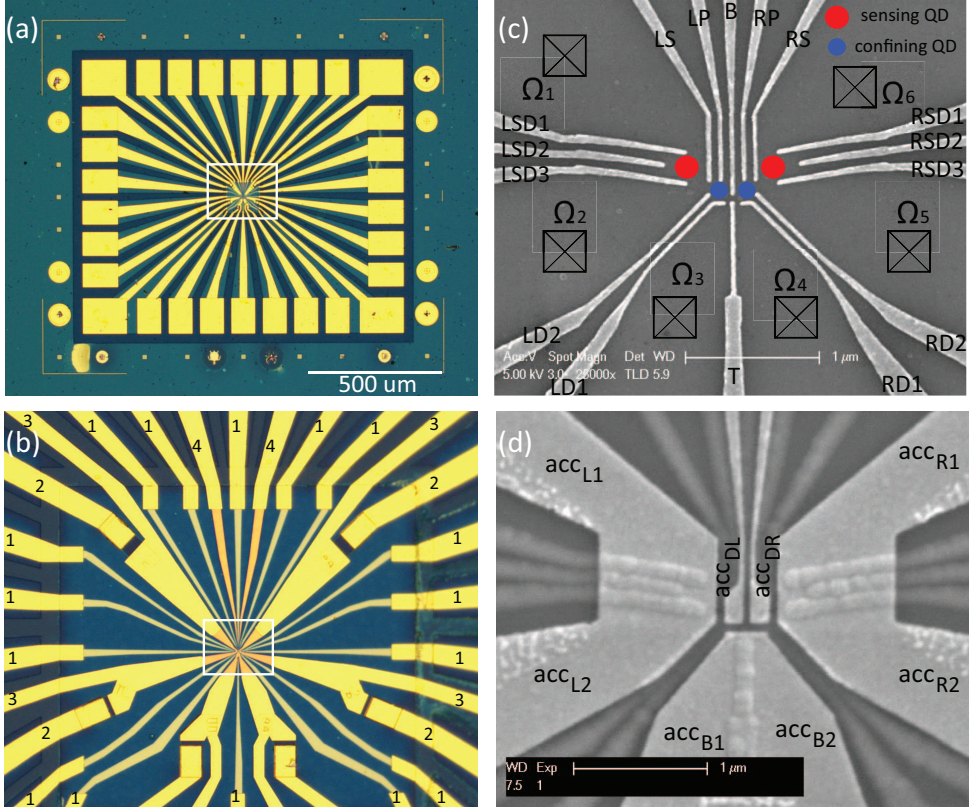 (a)
500 um
(c)
LS
LP
B
RP
RS
sensing QD
confining QD
Ω1
Ω6
LSD1
LSD2
LSD3
RSD1
RSD2
RSD3
Ω2
Ω5
Ω3
Ω4
LD2
RD2
Acc.V Spot Magn Det WD
1 µm
5.00 kV 3.0 TLD 5.9
LD1
T
RD1
(b)
3
1
1
4
1
4
1
1
3
2
2
1
1
1
1
1
1
3
3
2
2
1
1
1
1
1
(d)
accL1
accR1
accDL
accDR
accL2
accR2
accB1
accB2
WD Exp
1 µm
7.5 1